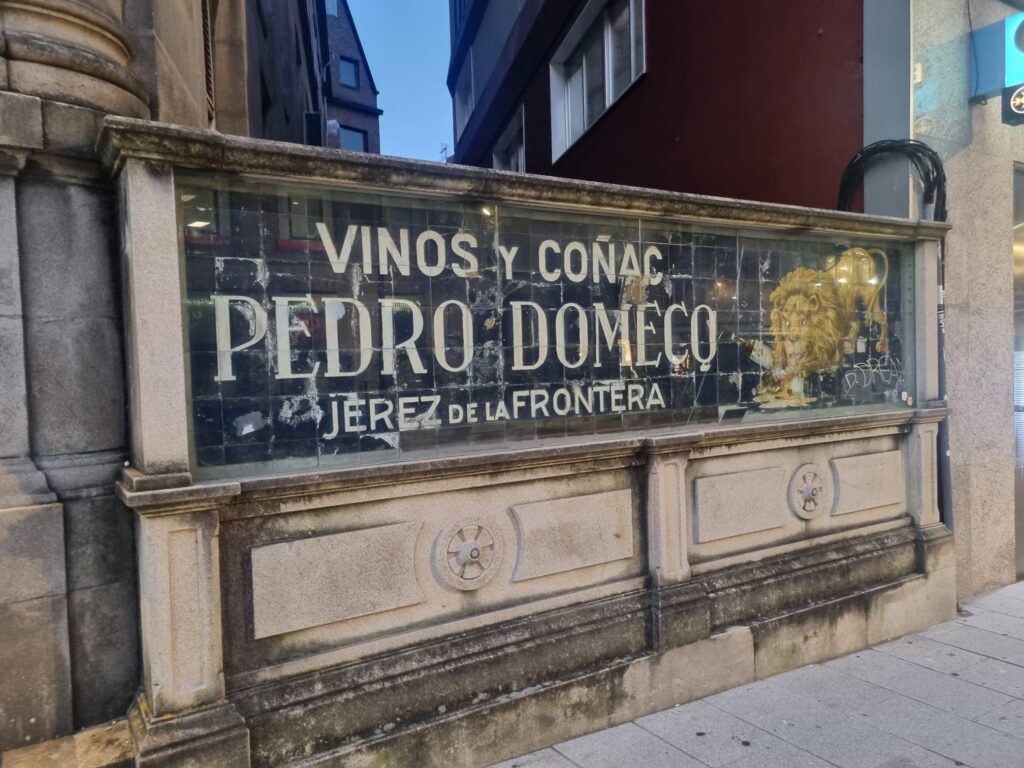 VINOS Y COÑAC
PEDRO DOMECQ
JEREZ DE LA FRONTERA